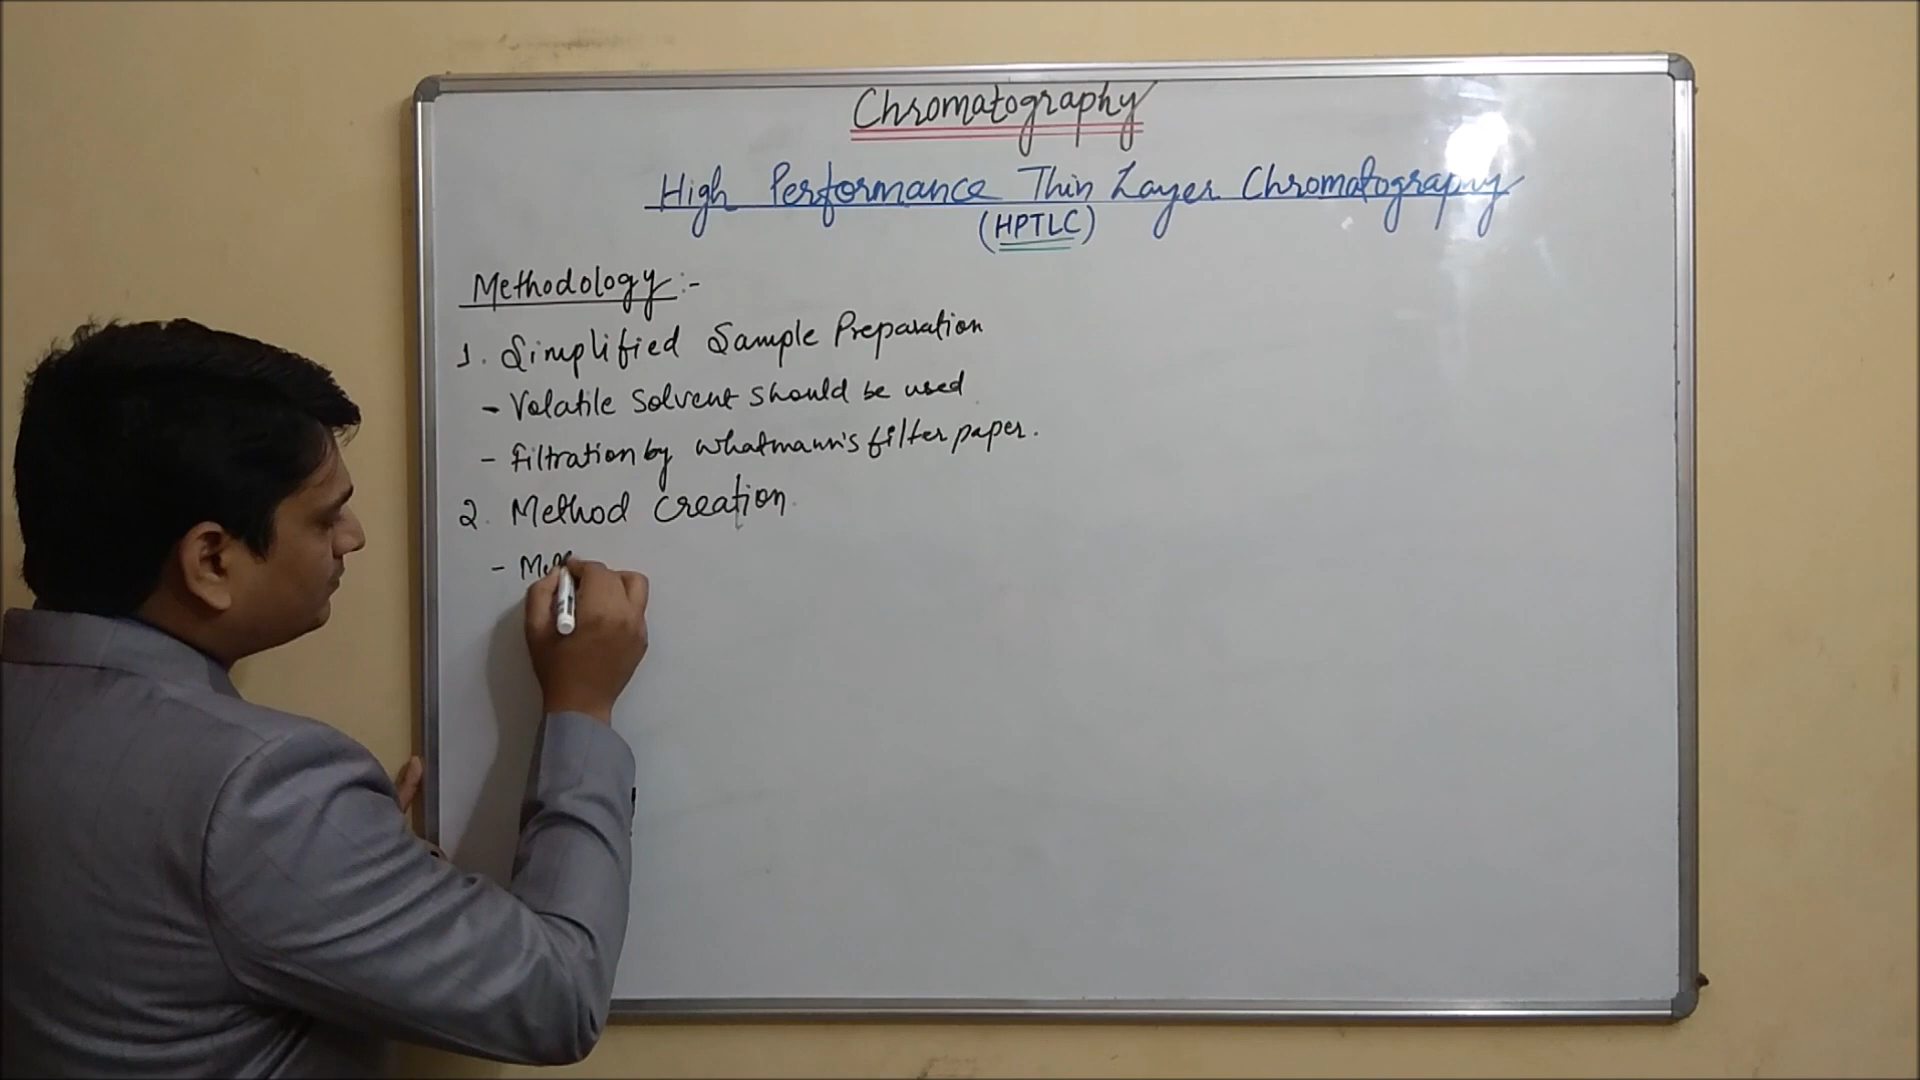 Chromatography
High Performance Thin Layer Chromatography
(HPTLC)
Methodology :-
1. Simplified Sample Preparation
- Volatile Solvent should be used
- Filtration by whatmann's filter paper.
2. Method Creation
-